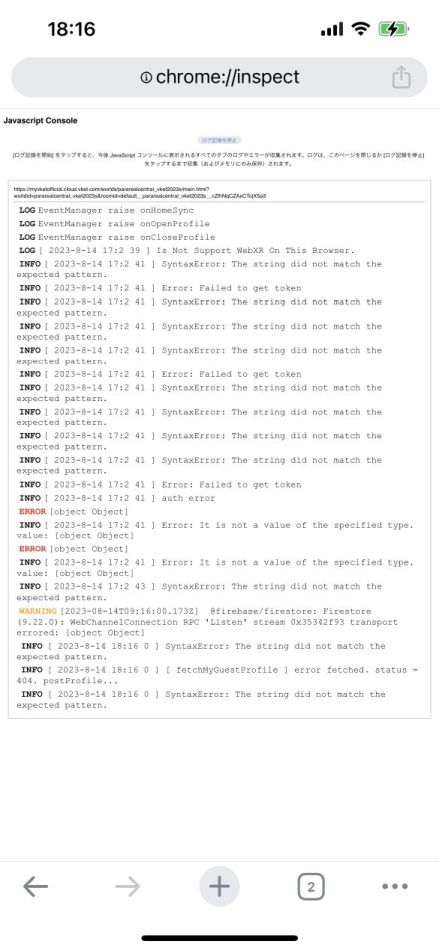 18:16
chrome://inspect
Javascript Console
ログ記録を停止
[ログ記録を開始] をタップすると、今後 JavaScript コンソールに表示されるすべてのタブのログやエラーが収集されます。ログは、このページを閉じるか [ログ記録を停止]
をタップするまで収集（およびメモリにのみ保存）されます。
https://myvketofficial.cloud.vket.com/worlds/pararealcentral_vket2023s/main.html?
LOG EventManager raise onHomeSync
LOG EventManager raise onOpenProfile
LOG EventManager raise onCloseProfile
LOG [ 2023-8-14 17:2 39 ] Is Not Support WebXR On This Browser.
INFO [ 2023-8-14 17:2 41 ] SyntaxError: The string did not match the
expected pattern.
INFO [ 2023-8-14 17:2 41 ] Error: Failed to get token
INFO [ 2023-8-14 17:2 41 ] SyntaxError: The string did not match the
expected pattern.
INFO [ 2023-8-14 17:2 41 ] SyntaxError: The string did not match the
expected pattern.
INFO [ 2023-8-14 17:2 41 ] SyntaxError: The string did not match the
expected pattern.
INFO [ 2023-8-14 17:2 41 ] Error: Failed to get token
INFO [ 2023-8-14 17:2 41 ] SyntaxError: The string did not match the
expected pattern.
INFO [ 2023-8-14 17:2 41 ] SyntaxError: The string did not match the
expected pattern.
INFO [ 2023-8-14 17:2 41 ] SyntaxError: The string did not match the
expected pattern.
INFO [ 2023-8-14 17:2 41 ] SyntaxError: The string did not match the
expected pattern.
INFO [ 2023-8-14 17:2 41 ] Error: Failed to get token
INFO [ 2023-8-14 17:2 41 ] auth error
ERROR [object Object]
INFO [ 2023-8-14 17:2 41 ] Error: It is not a value of the specified type.
value: [object Object]
ERROR [object Object]
INFO [ 2023-8-14 17:2 41 ] Error: It is not a value of the specified type.
value: [object Object]
INFO [ 2023-8-14 17:2 43 ] SyntaxError: The string did not match the
expected pattern.
WARNING [2023-08-14T09:16:00.173Z] @firebase/firestore: Firestore
(9.22.0): WebChannelConnection RPC 'Listen' stream 0x35342f93 transport
errored: [object Object]
INFO [ 2023-8-14 18:16 0 ] SyntaxError: The string did not match the
expected pattern.
INFO [ 2023-8-14 18:16 0 ] [ fetchMyGuestProfile ] error fetched. status =
404. postProfile...
INFO [ 2023-8-14 18:16 0 ] SyntaxError: The string did not match the
expected pattern.
2